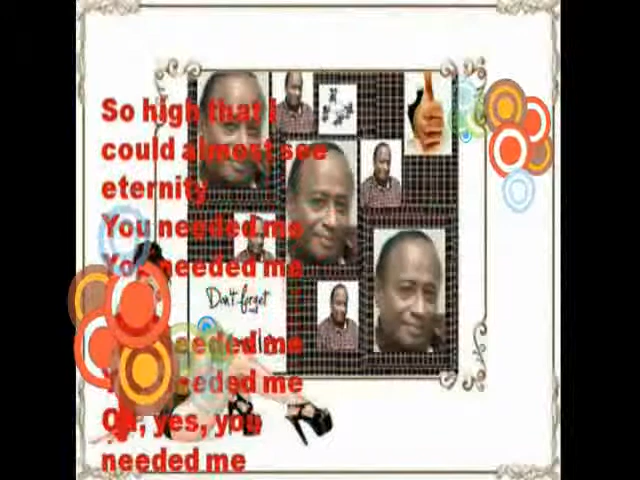 So high that I
could almost see
eternity
You needed me
You needed me
Don't forget
needed me
needed me
Oh, yes, you
needed me